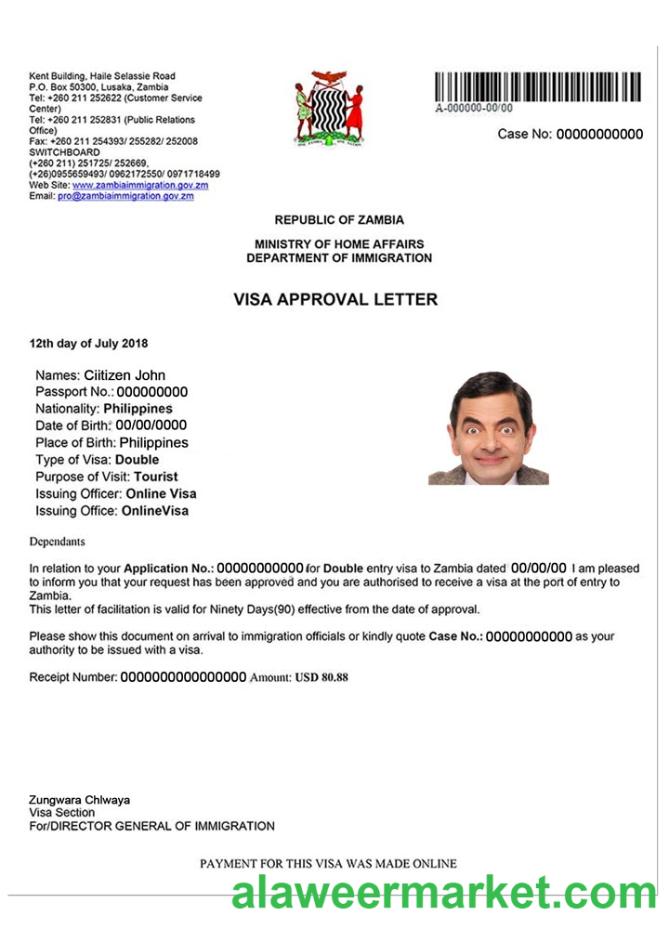 Kent Building, Haile Selassie Road
P.O. Box 50300, Lusaka, Zambia
Tel: +260 211 252622 (Customer Service
Center)
Tel: +260 211 252831 (Public Relations
Office)
Fax: +260 211 254393/ 255282/ 252008
SWITCHBOARD
(+260 211) 251725/ 252669,
(+26)0955659493/ 0962172550/ 0971718499
Web Site: www.zambiaimmigration.gov.zm
Email: pro@zambiaimmigration.gov.zm
A-000000-00/00
Case No: 00000000000
REPUBLIC OF ZAMBIA
MINISTRY OF HOME AFFAIRS
DEPARTMENT OF IMMIGRATION
VISA APPROVAL LETTER
12th day of July 2018
Names: Ciitizen John
Passport No.: 000000000
Nationality: Philippines
Date of Birth: 00/00/0000
Place of Birth: Philippines
Type of Visa: Double
Purpose of Visit: Tourist
Issuing Officer: Online Visa
Issuing Office: OnlineVisa
Dependants
In relation to your Application No.: 00000000000 for Double entry visa to Zambia dated 00/00/00 I am pleased
to inform you that your request has been approved and you are authorised to receive a visa at the port of entry to
Zambia.
This letter of facilitation is valid for Ninety Days(90) effective from the date of approval.
Please show this document on arrival to immigration officials or kindly quote Case No.: 00000000000 as your
authority to be issued with a visa.
Receipt Number: 0000000000000000 Amount: USD 80.88
Zungwara Chlwaya
Visa Section
For/DIRECTOR GENERAL OF IMMIGRATION
PAYMENT FOR THIS VISA WAS MADE ONLINE
alaweermarket.com